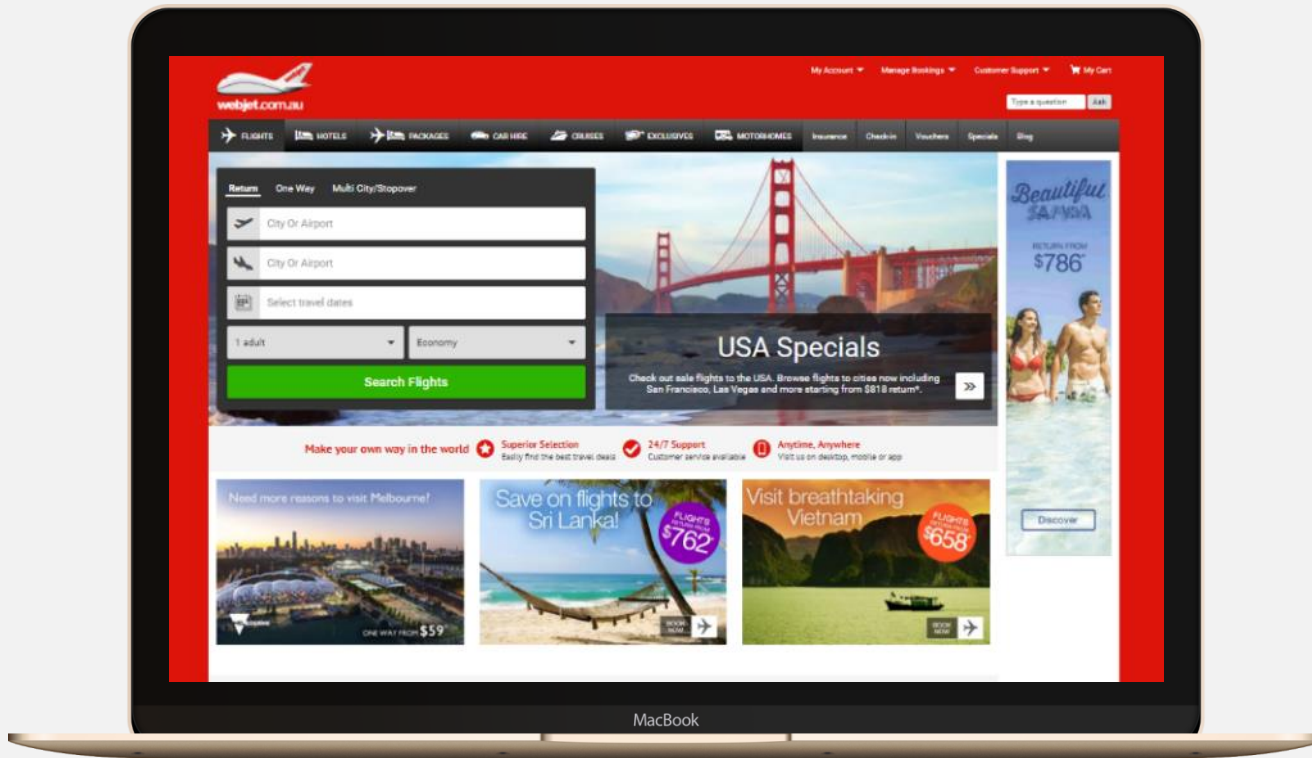 My Account
Manage Bookings
Customer Support
My Cart
webjet.com.au
Type a question
Ask
FLIGHTS
HOTELS
PACKAGES
CAR HIRE
CRUISES
EXCLUSIVES
MOTORHOMES
Insurance
Check-in
Vouchers
Specials
Blog
Return
One Way
Multi City/Stopover
City Or Airport
City Or Airport
Select travel dates
1 adult
Economy
Search Flights
USA Specials
Check out sale flights to the USA. Browse flights to cities now including
San Francisco, Las Vegas and more starting from $818 return*.
Beautiful
SAMOA
RETURN FROM
$786*
Discover
Make your own way in the world
Superior Selection
Easily find the best travel deals
24/7 Support
Customer service available
Anytime, Anywhere
Visit us on desktop, mobile or app
Need more reasons to visit Melbourne!
ONE WAY FROM $59*
Save on flights to
Sri Lanka!
FLIGHTS
RETURN FROM
$762*
BOOK
NOW
Visit breathtaking
Vietnam
FLIGHTS
RETURN FROM
$658*
BOOK
NOW
MacBook